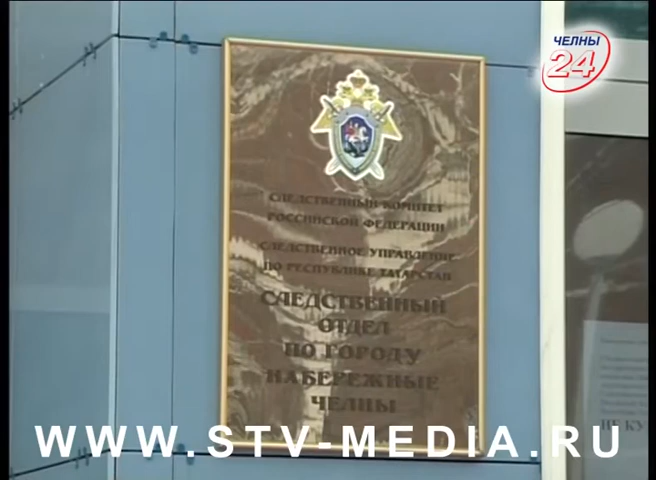 ЧЕЛНЫ
24
СЛЕДСТВЕННЫЙ КОМИТЕТ
РОССИЙСКОЙ ФЕДЕРАЦИИ
СЛЕДСТВЕННОЕ УПРАВЛЕНИЕ
ПО РЕСПУБЛИКЕ ТАТАРСТАН
СЛЕДСТВЕННЫЙ
ОТДЕЛ
ПО ГОРОДУ
НАБЕРЕЖНЫЕ
ЧЕЛНЫ
НЕ
WWW.STV-MEDIA.RU